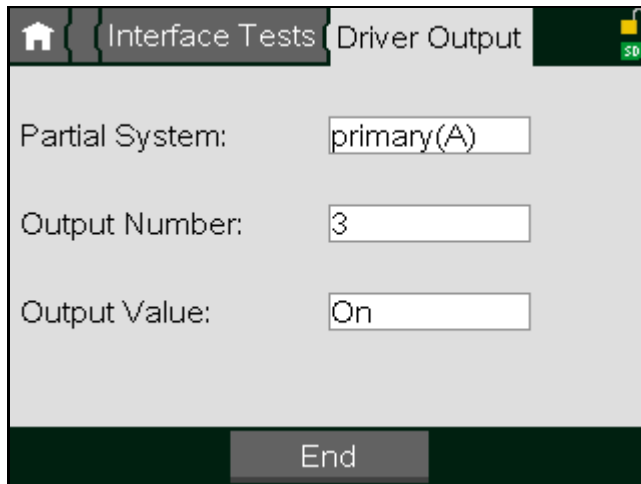 Interface Tests Driver Output
SD
Partial System: primary(A)
Output Number: 3
Output Value: On
End